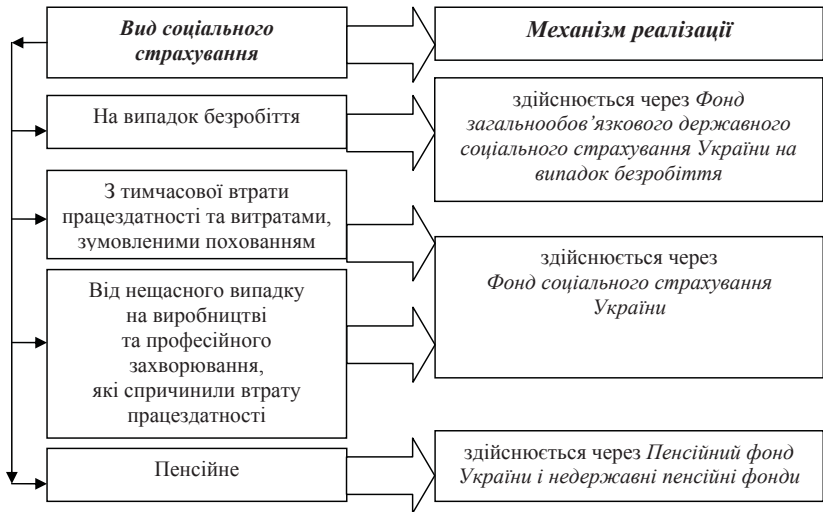 Вид соціального
страхування
Механізм реалізації
На випадок безробіття
здійснюється через Фонд
загальнообов’язкового державного
соціального страхування України на
випадок безробіття
З тимчасової втрати
працездатності та витратами,
зумовленими похованням
здійснюється через
Фонд соціального страхування
України
Від нещасного випадку
на виробництві
та професійного
захворювання,
які спричинили втрату
працездатності
Пенсійне
здійснюється через Пенсійний фонд
України і недержавні пенсійні фонди